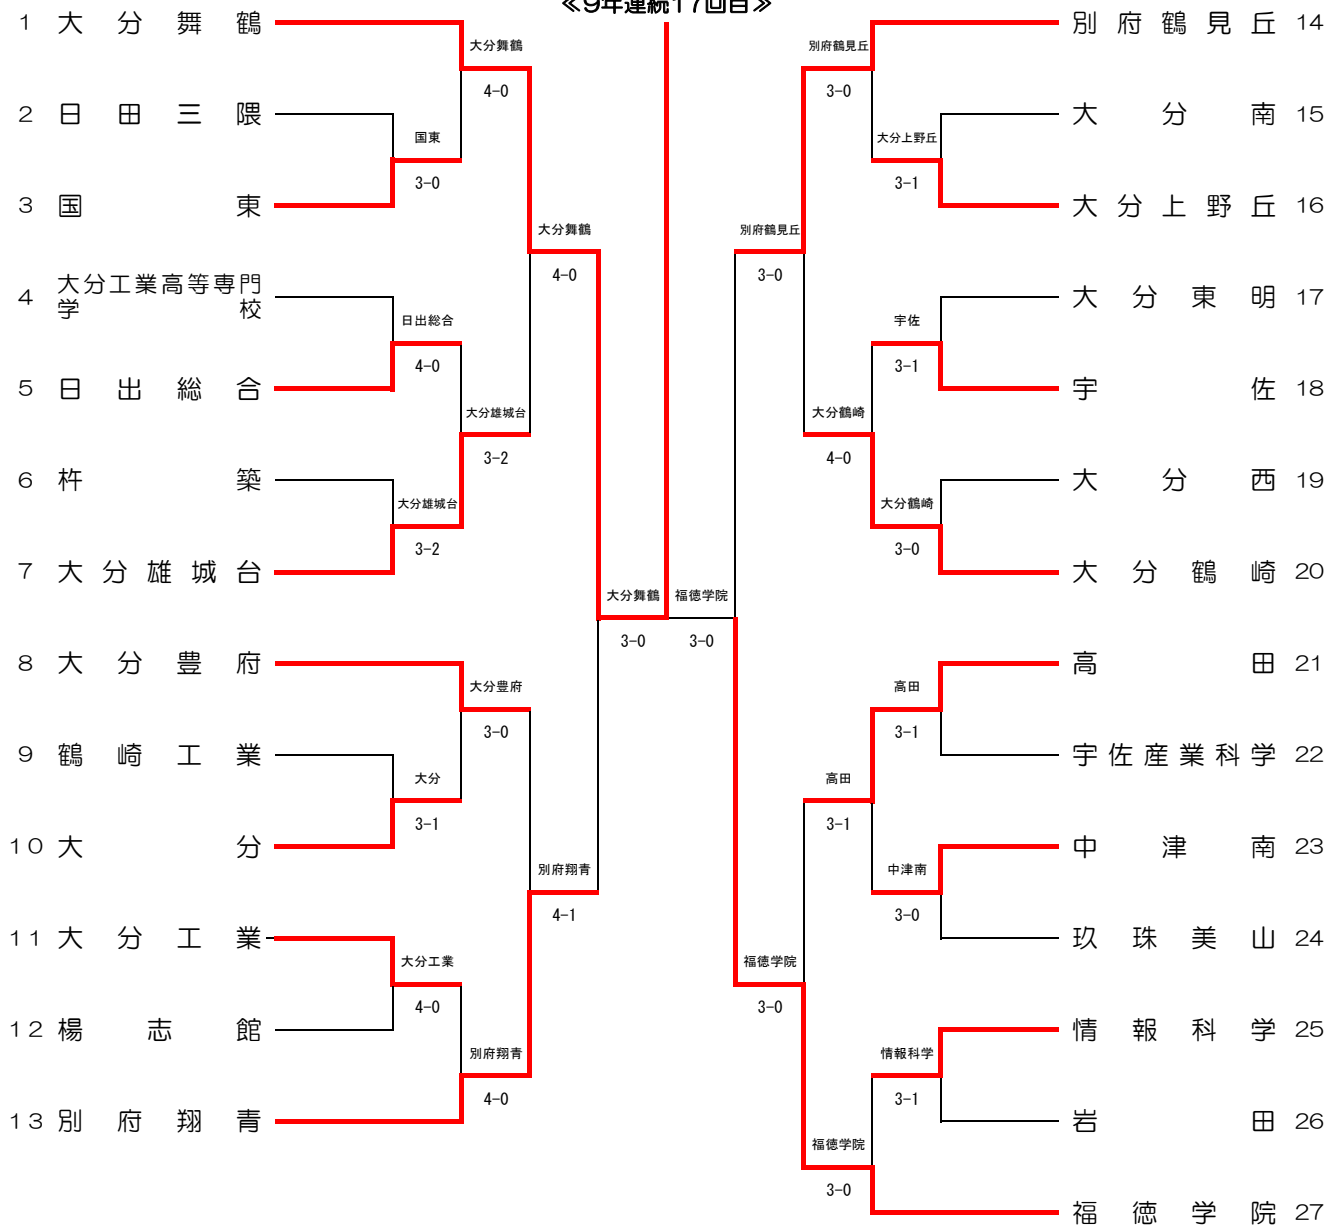 ≪9年連続17回目≫
1 大分舞鶴
2 日田三隈
3 国東
4 大分工業高等専門
学校
5 日出総合
6 杵築
7 大分雄城台
8 大分豊府
9 鶴崎工業
10 大分
11 大分工業
12 楊志館
13 別府翔青
大分舞鶴
4-0
国東
3-0
大分舞鶴
4-0
日出総合
4-0
大分雄城台
3-2
大分雄城台
3-2
大分舞鶴
3-0
大分豊府
3-0
大分
3-1
別府翔青
4-1
大分工業
4-0
別府翔青
4-0
福徳学院
3-0
別府鶴見丘
3-0
大分上野丘
3-1
別府鶴見丘
3-0
宇佐
3-1
大分鶴崎
4-0
大分鶴崎
3-0
高田
3-1
高田
3-1
中津南
3-0
福徳学院
3-0
情報科学
3-1
福徳学院
3-0
別府鶴見丘 14
大分南 15
大分上野丘 16
大分東明 17
宇佐 18
大分西 19
大分鶴崎 20
高田 21
宇佐産業科学 22
中津南 23
玖珠美山 24
情報科学 25
岩田 26
福徳学院 27